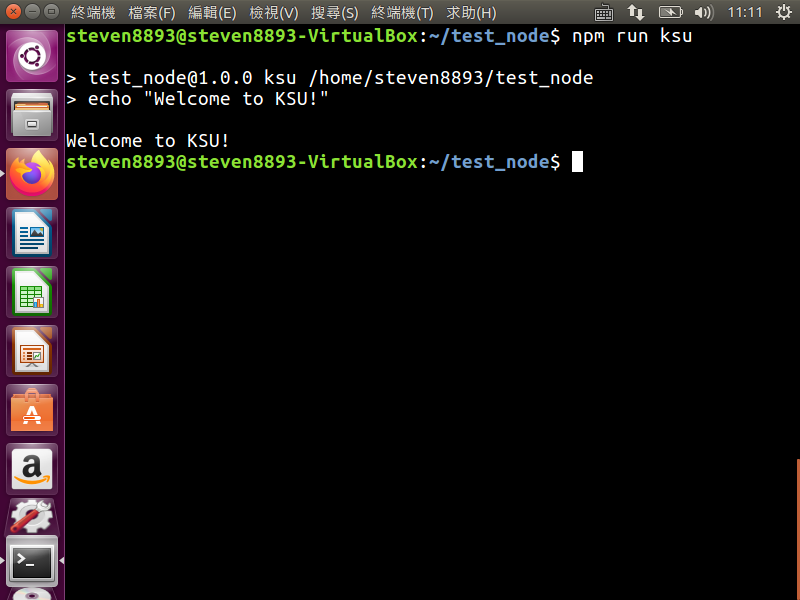 終端機 檔案(F) 編輯(E) 檢視(V) 搜尋(S) 終端機(T) 求助(H) 11:11
steven8893@steven8893-VirtualBox:~/test_node$ npm run ksu
> test_node@1.0.0 ksu /home/steven8893/test_node
> echo "Welcome to KSU!"
Welcome to KSU!
steven8893@steven8893-VirtualBox:~/test_node$